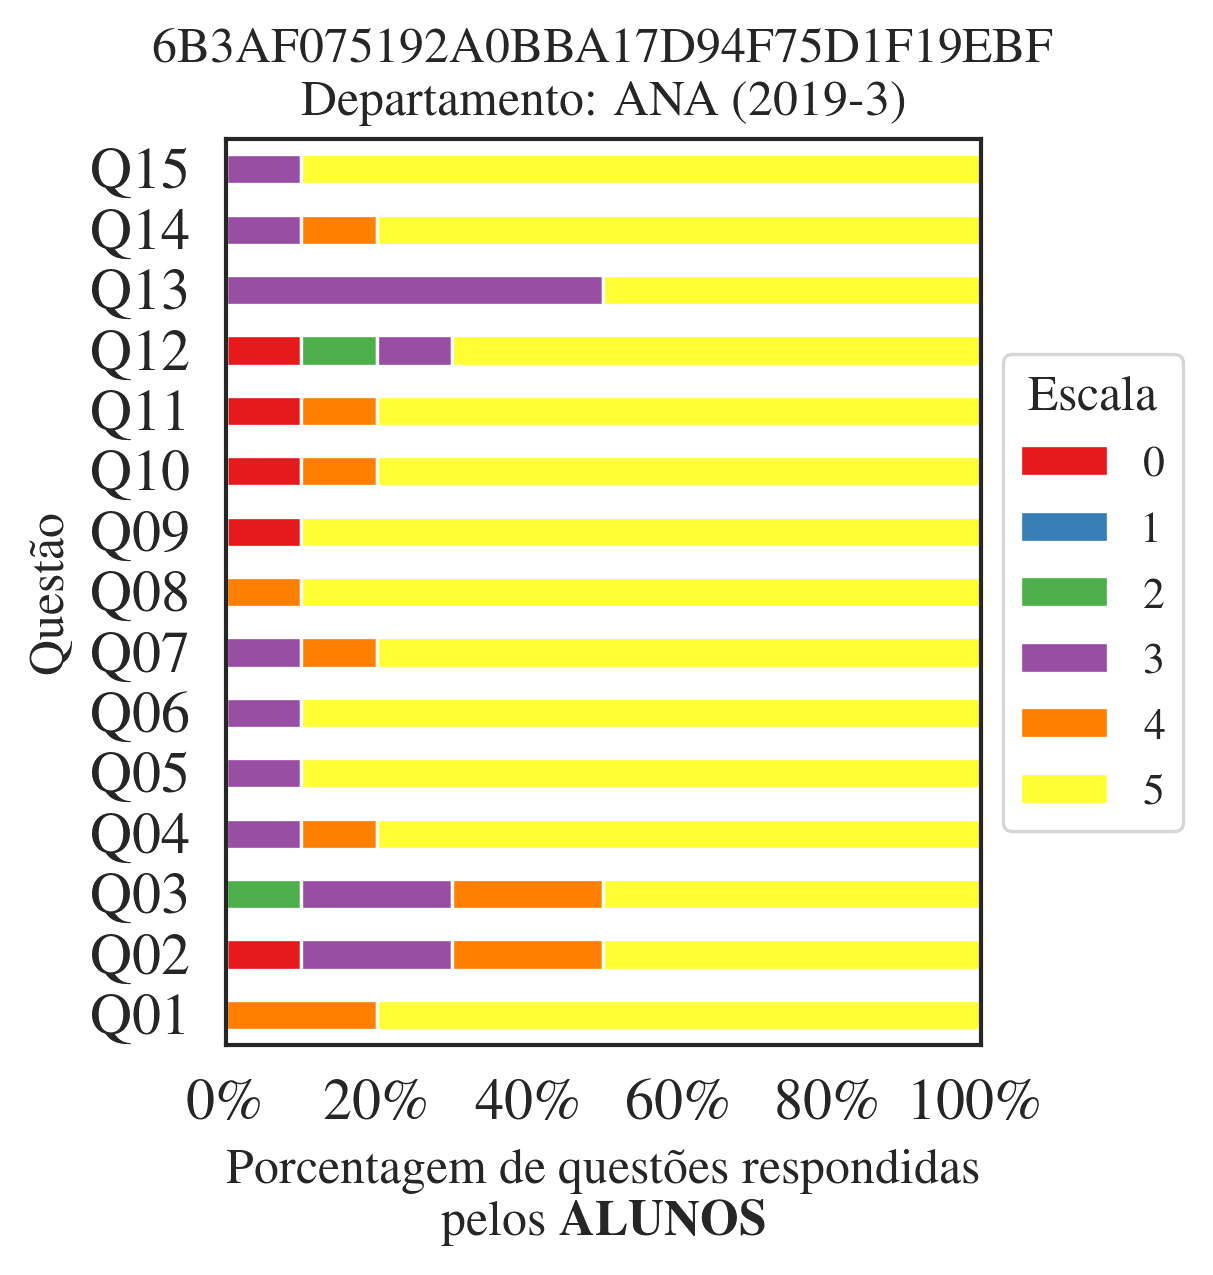 6B3AF075192A0BBA17D94F75D1F19EBF
Departamento: ANA (2019-3)
Questão
Q15
Q14
Q13
Q12
Q11
Q10
Q09
Q08
Q07
Q06
Q05
Q04
Q03
Q02
Q01
0% 20% 40% 60% 80% 100%
Porcentagem de questões respondidas
pelos ALUNOS
Escala
0
1
2
3
4
5